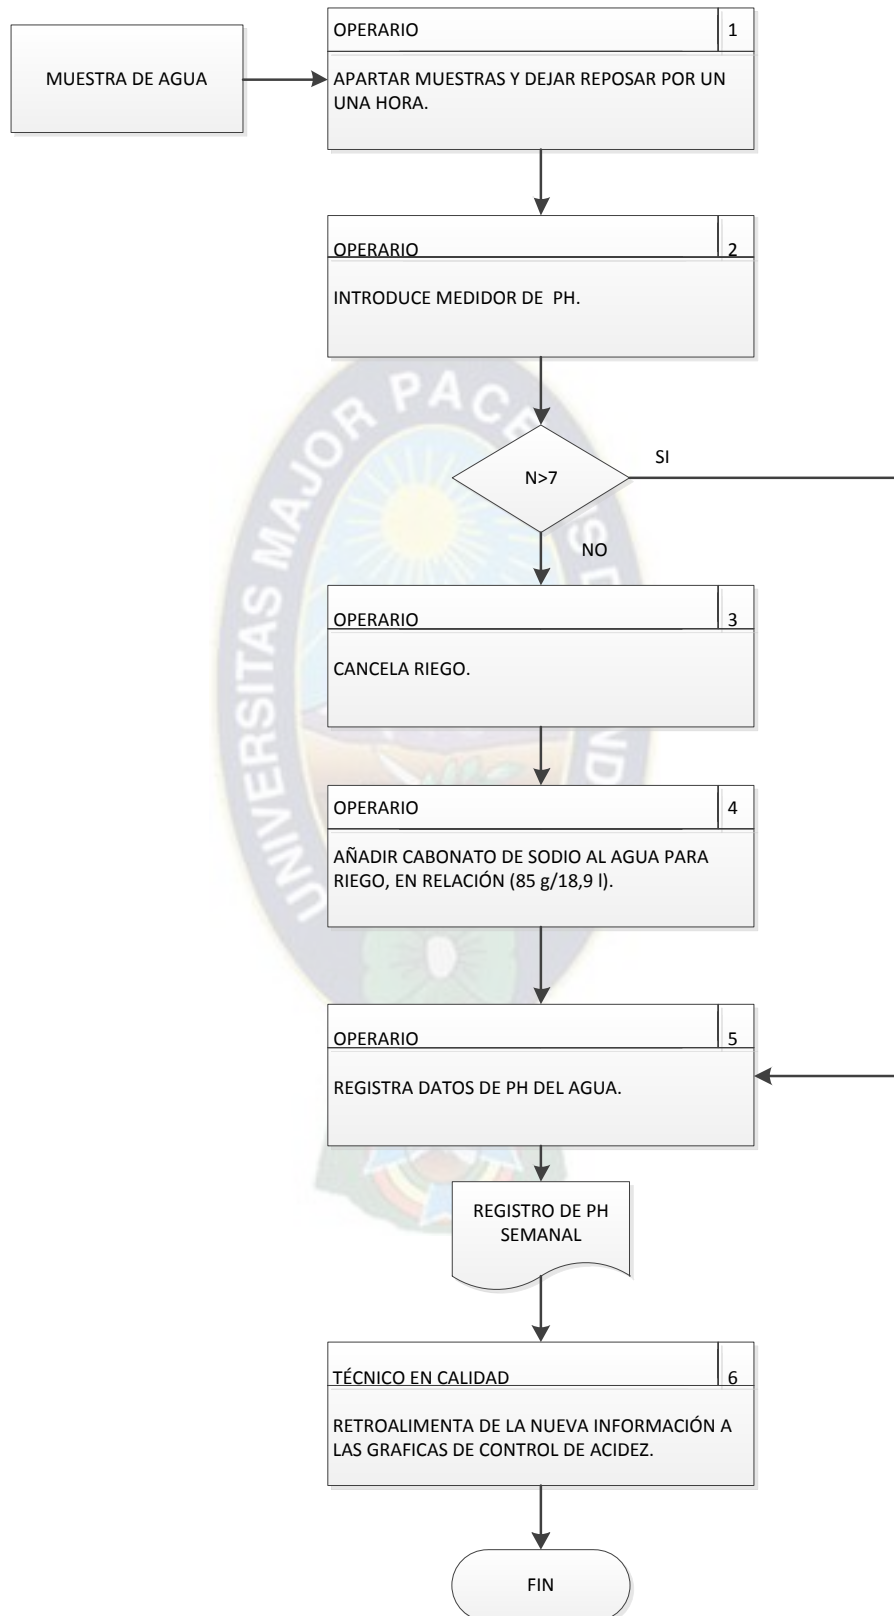 MUESTRA DE AGUA
OPERARIO 1
APARTAR MUESTRAS Y DEJAR REPOSAR POR UN
UNA HORA.
OPERARIO 2
INTRODUCE MEDIDOR DE PH.
N>7
SI
NO
OPERARIO 3
CANCELA RIEGO.
OPERARIO 4
AÑADIR CABONATO DE SODIO AL AGUA PARA
RIEGO, EN RELACIÓN (85 g/18,9 l).
OPERARIO 5
REGISTRA DATOS DE PH DEL AGUA.
REGISTRO DE PH
SEMANAL
TÉCNICO EN CALIDAD 6
RETROALIMENTA DE LA NUEVA INFORMACIÓN A
LAS GRAFICAS DE CONTROL DE ACIDEZ.
FIN
UNIVERSITAS MAJOR